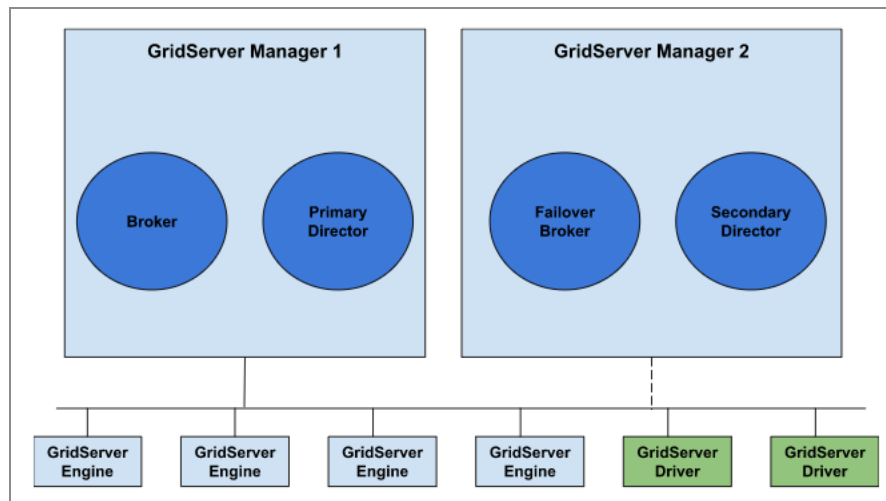 GridServer Manager 1
GridServer Manager 2
Broker
Primary
Director
Failover
Broker
Secondary
Director
GridServer
Engine
GridServer
Engine
GridServer
Engine
GridServer
Engine
GridServer
Driver
GridServer
Driver